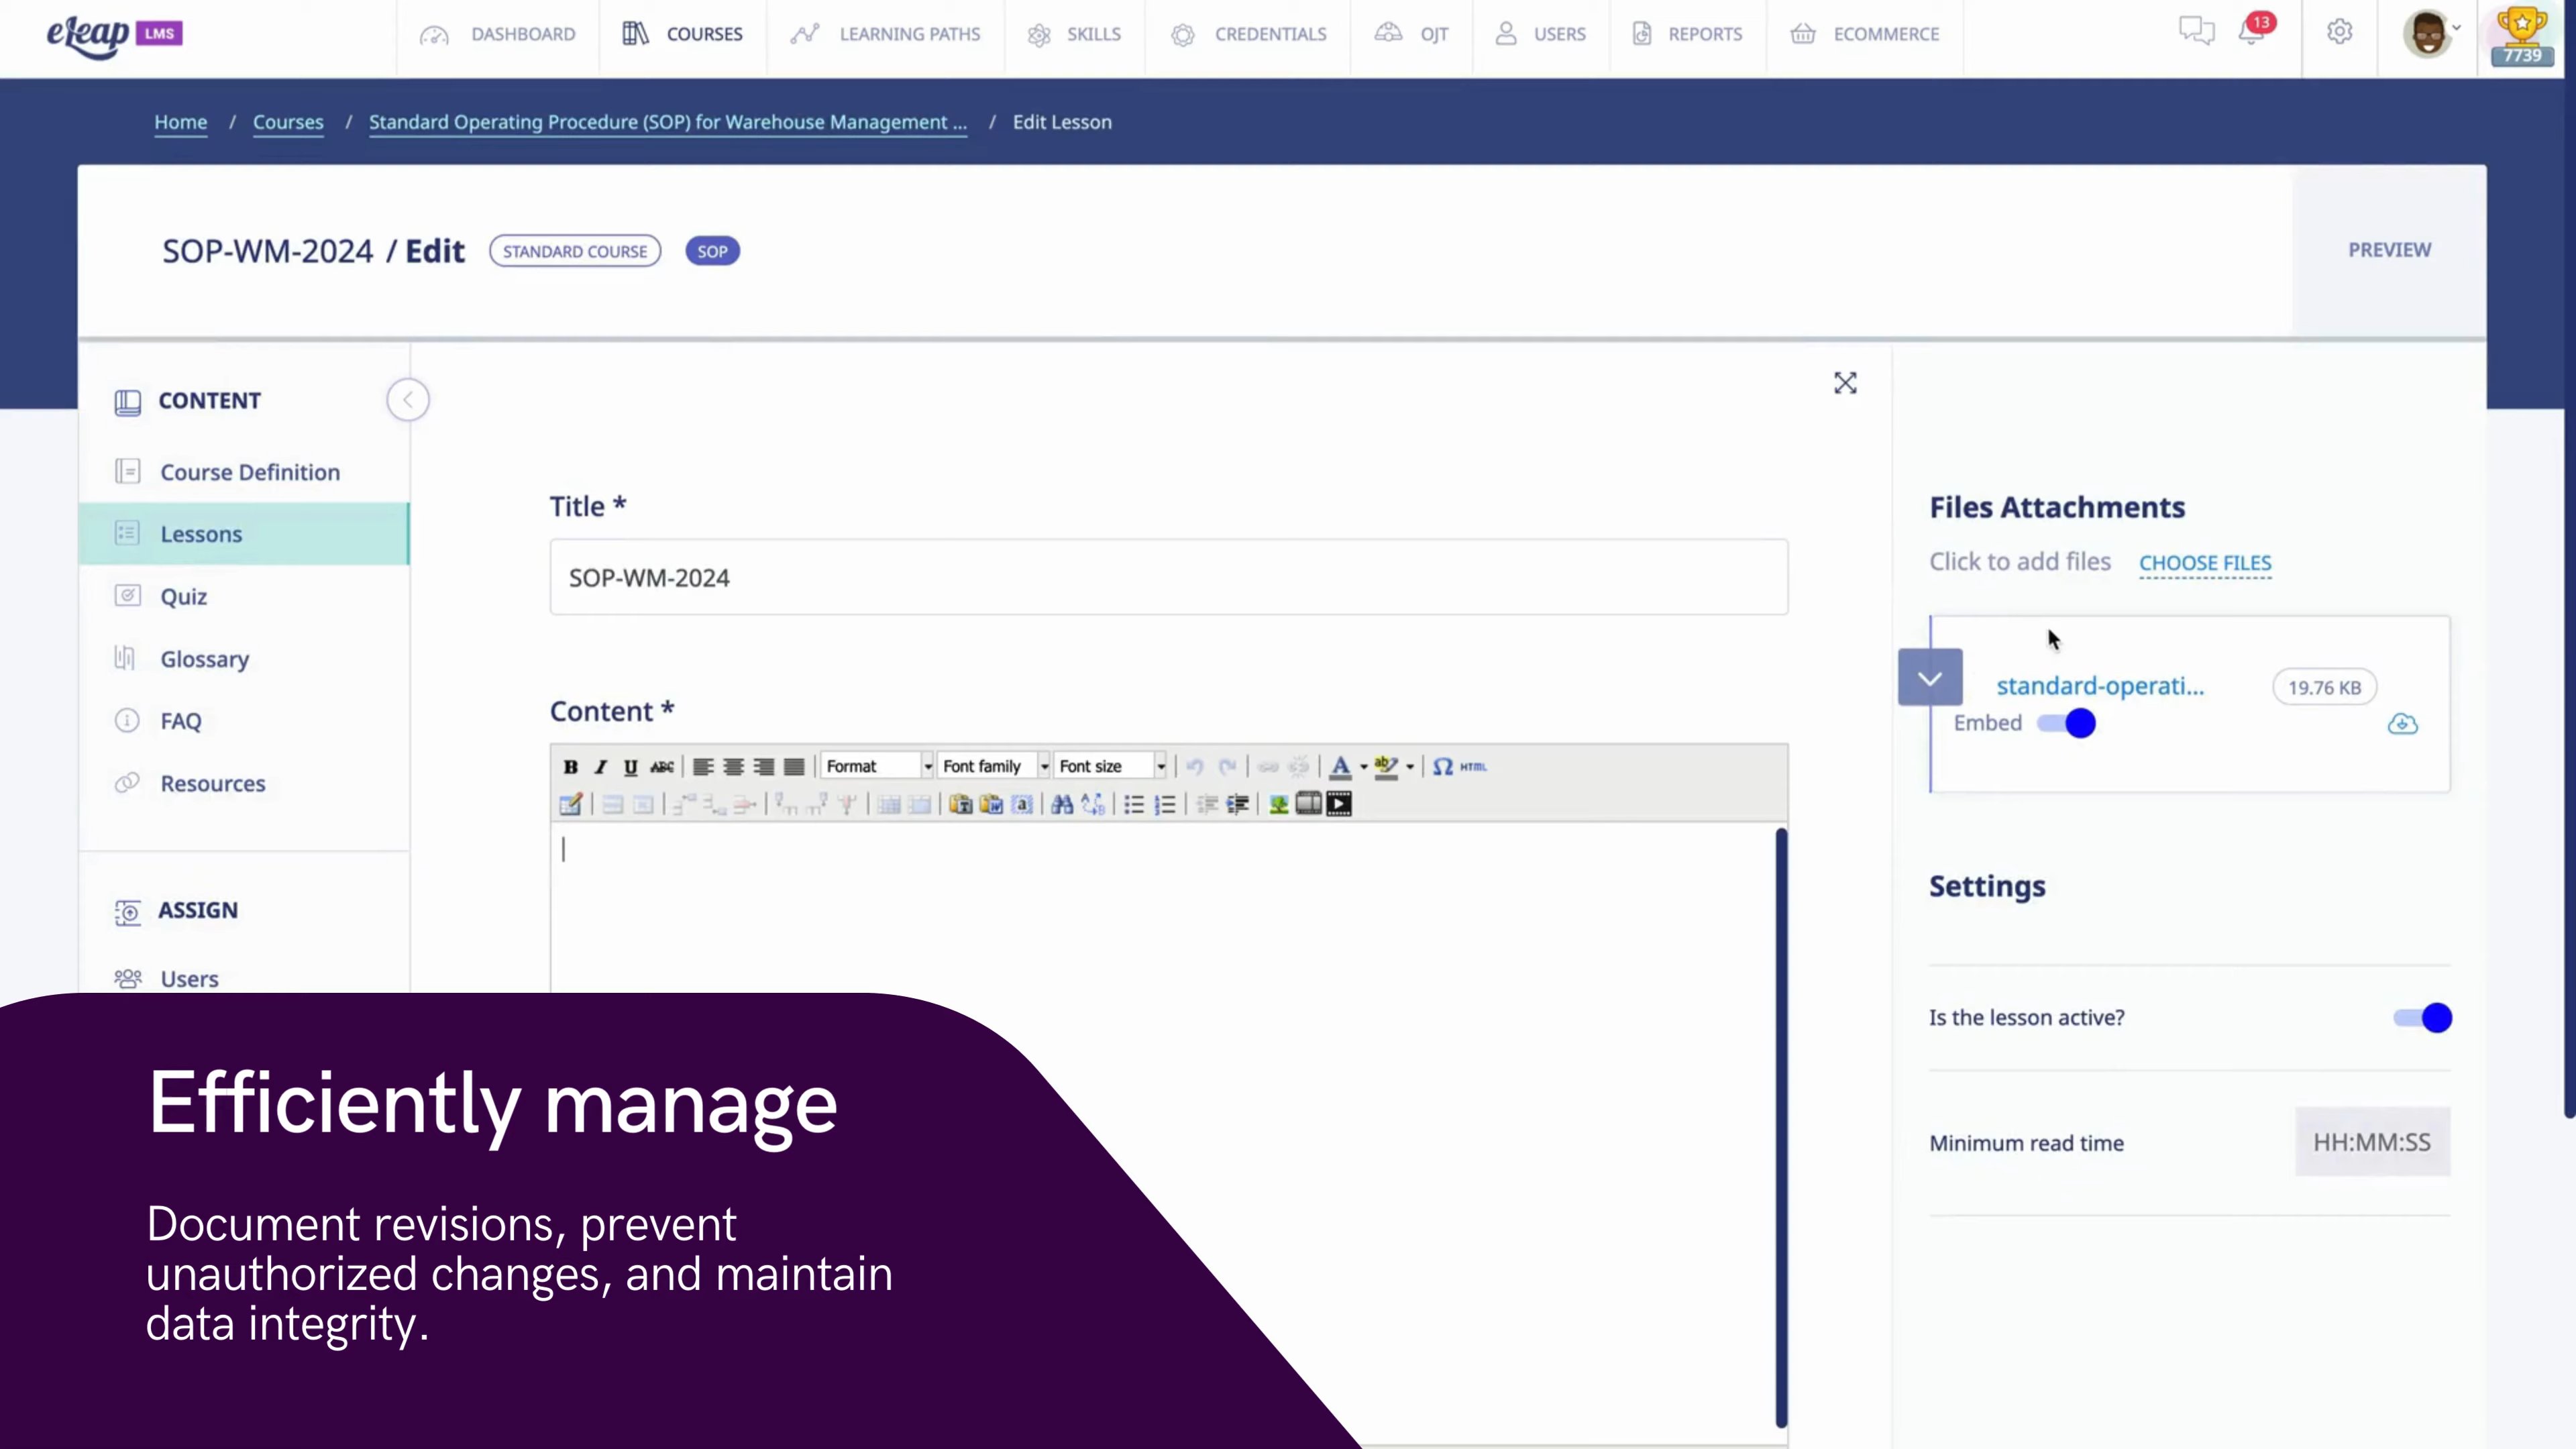 eLeap LMS
DASHBOARD
COURSES
LEARNING PATHS
SKILLS
CREDENTIALS
OJT
USERS
REPORTS
ECOMMERCE
13
7739
Home / Courses / Standard Operating Procedure (SOP) for Warehouse Management ... / Edit Lesson
SOP-WM-2024 / Edit
STANDARD COURSE
SOP
PREVIEW
CONTENT
Course Definition
Lessons
Quiz
Glossary
FAQ
Resources
ASSIGN
Users
Title *
SOP-WM-2024
Content *
B I U ABC Format Font family Font size A ab Ω HTML
Files Attachments
Click to add files CHOOSE FILES
standard-operati... 19.76 KB
Embed
Settings
Is the lesson active?
Minimum read time HH:MM:SS
Efficiently manage
Document revisions, prevent
unauthorized changes, and maintain
data integrity.